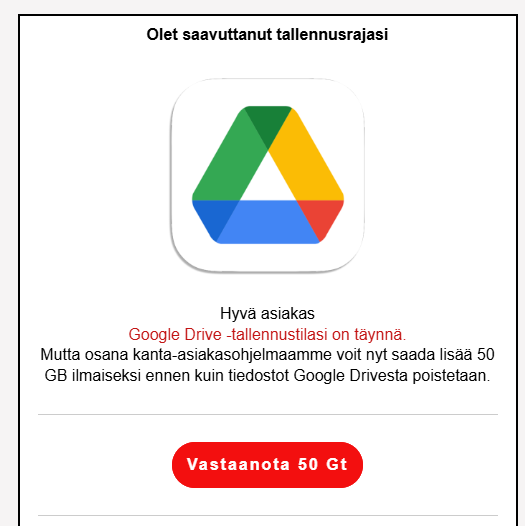 Olet saavuttanut tallennusrajasi
Hyvä asiakas
Google Drive -tallennustilasi on täynnä.
Mutta osana kanta-asiakasohjelmaamme voit nyt saada lisää 50
GB ilmaiseksi ennen kuin tiedostot Google Drivesta poistetaan.
Vastaanota 50 Gt